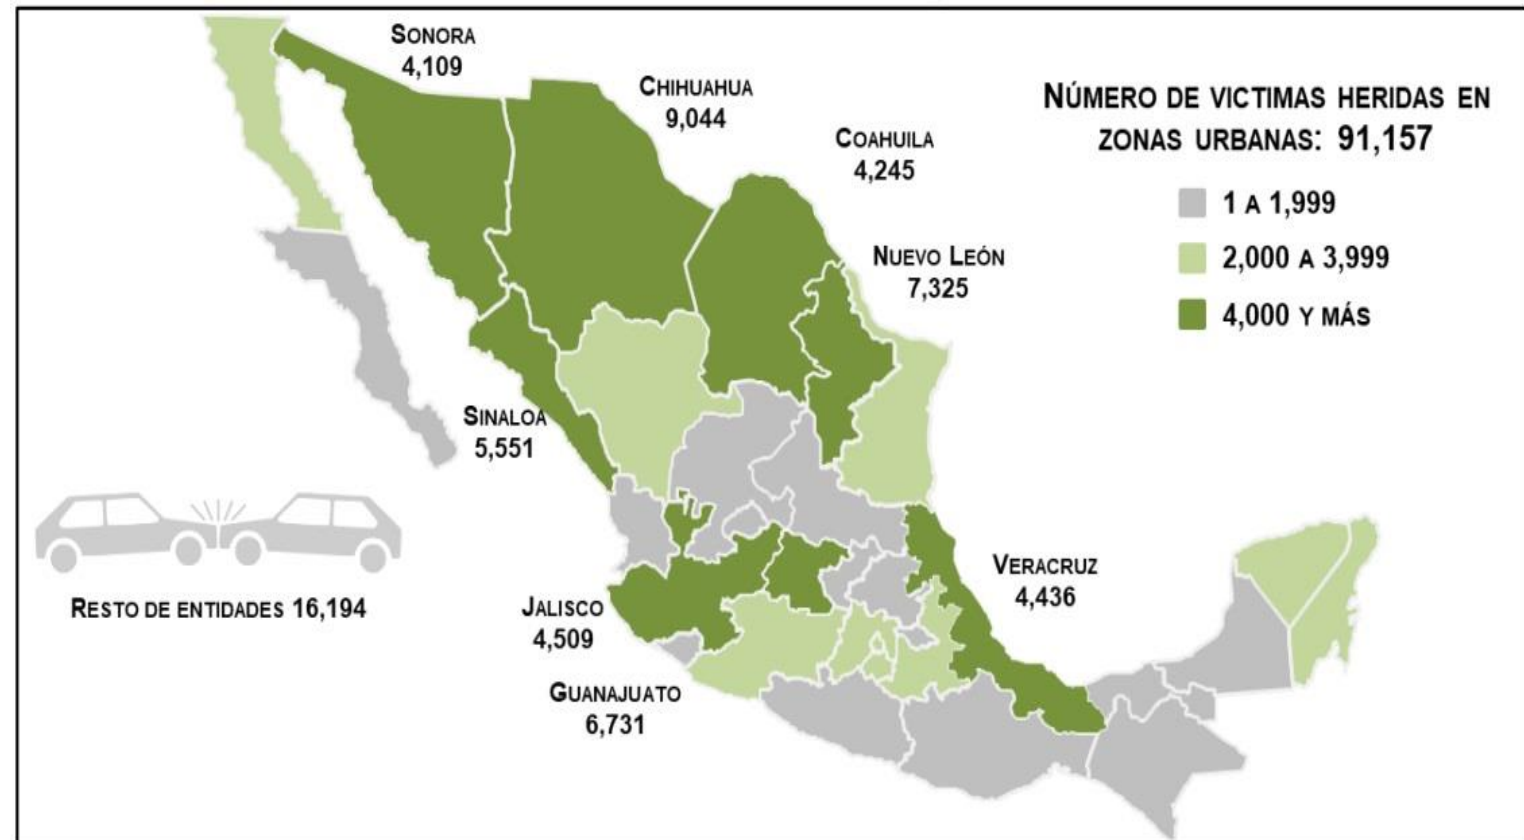 SONORA
4,109
CHIHUAHUA
9,044
COAHUILA
4,245
NUEVO LEÓN
7,325
NÚMERO DE VICTIMAS HERIDAS EN
ZONAS URBANAS: 91,157
1 A 1,999
2,000 A 3,999
4,000 Y MÁS
SINALOA
5,551
RESTO DE ENTIDADES 16,194
JALISCO
4,509
GUANAJUATO
6,731
VERACRUZ
4,436